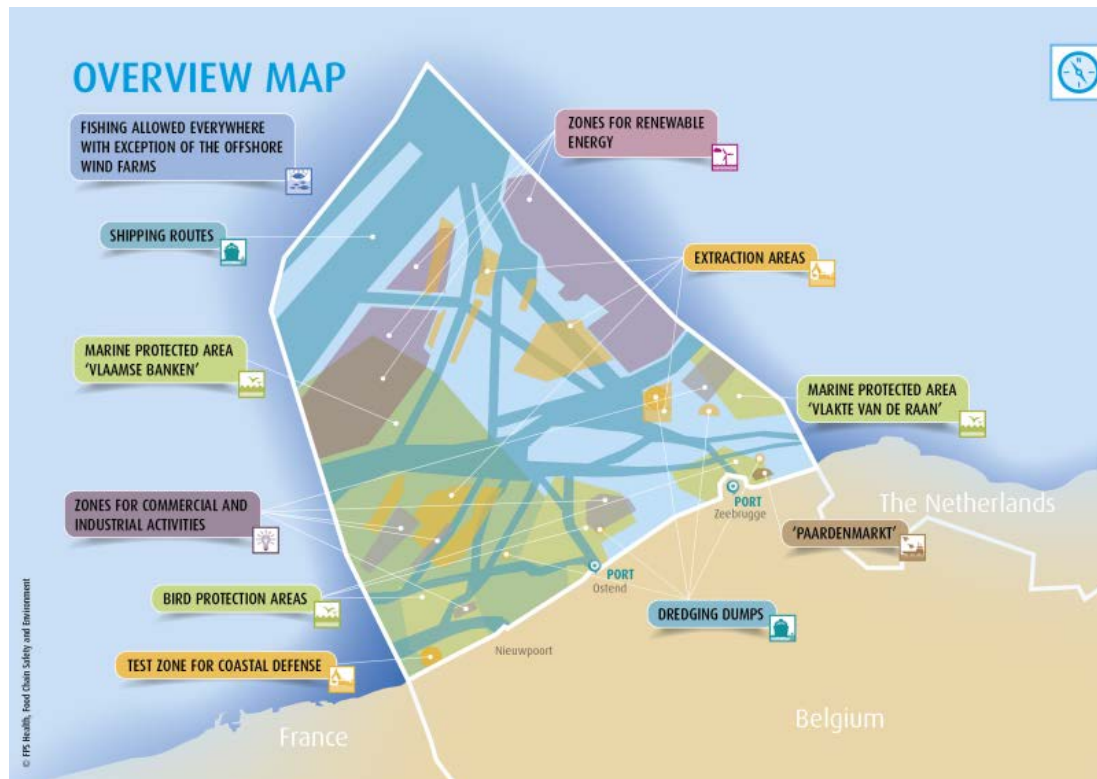 OVERVIEW MAP
FISHING ALLOWED EVERYWHERE
WITH EXCEPTION OF THE OFFSHORE
WIND FARMS
ZONES FOR RENEWABLE
ENERGY
N
SHIPPING ROUTES
EXTRACTION AREAS
MARINE PROTECTED AREA
'VLAAMSE BANKEN'
MARINE PROTECTED AREA
'VLAKTE VAN DE RAAN'
ZONES FOR COMMERCIAL AND
INDUSTRIAL ACTIVITIES
PORT
Zeebrugge
The Netherlands
'PAARDENMARKT'
BIRD PROTECTION AREAS
PORT
Ostend
DREDGING DUMPS
Nieuwpoort
TEST ZONE FOR COASTAL DEFENSE
France
Belgium
© FPS Health, Food Chain Safety and Environment